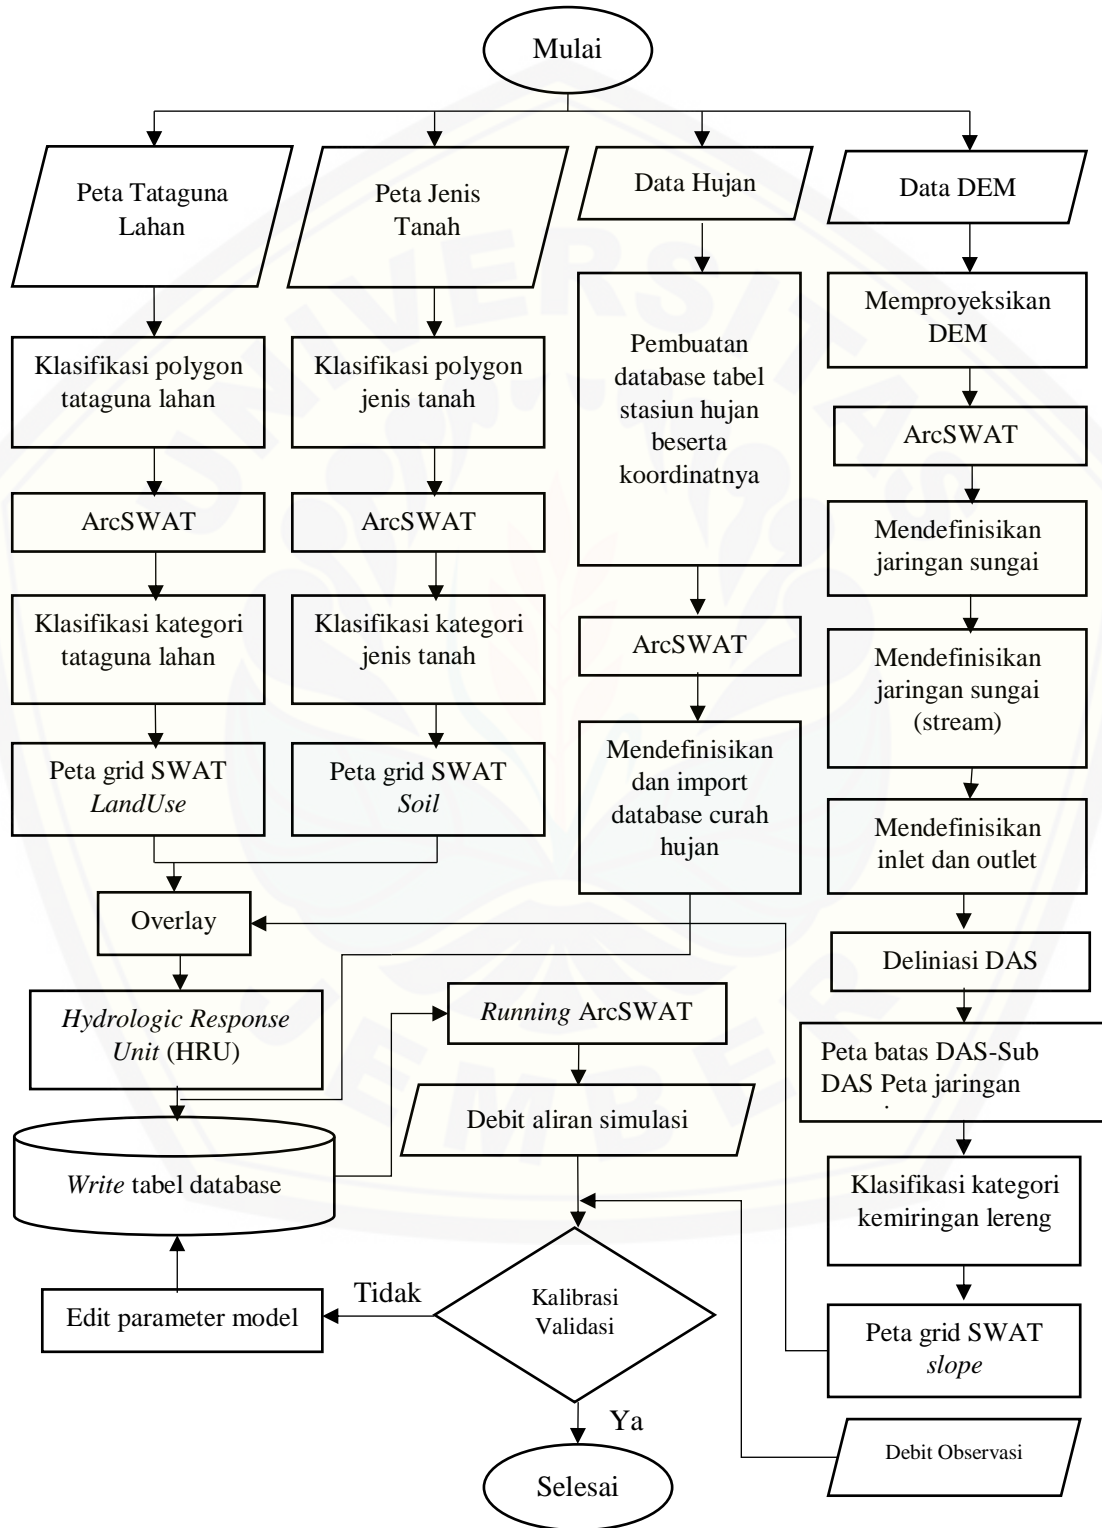 Mulai
Peta Tataguna
Lahan
Peta Jenis
Tanah
Data Hujan
Data DEM
Klasifikasi polygon
tataguna lahan
Klasifikasi polygon
jenis tanah
Pembuatan
database tabel
stasiun hujan
beserta
koordinatnya
Memproyeksikan
DEM
ArcSWAT
ArcSWAT
ArcSWAT
Mendefinisikan
jaringan sungai
Klasifikasi kategori
tataguna lahan
Klasifikasi kategori
jenis tanah
ArcSWAT
Mendefinisikan
jaringan sungai
(stream)
Peta grid SWAT
LandUse
Peta grid SWAT
Soil
Mendefinisikan
dan import
database curah
hujan
Mendefinisikan
inlet dan outlet
Overlay
Deliniasi DAS
Hydrologic Response
Unit (HRU)
Running ArcSWAT
Peta batas DAS-Sub
DAS Peta jaringan
Debit aliran simulasi
Write tabel database
Klasifikasi kategori
kemiringan lereng
Edit parameter model
Tidak
Kalibrasi
Validasi
Peta grid SWAT
slope
Ya
Debit Observasi
Selesai
UNIVERSITAS
JEMBER